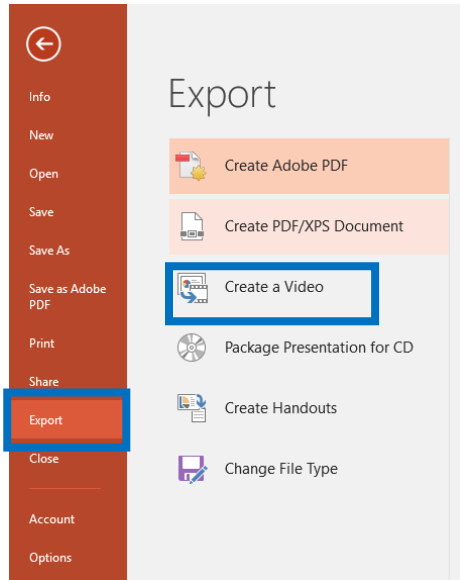 Info
New
Open
Save
Save As
Save as Adobe
PDF
Print
Share
Export
Close
Account
Options
Export
Create Adobe PDF
Create PDF/XPS Document
Create a Video
Package Presentation for CD
Create Handouts
Change File Type